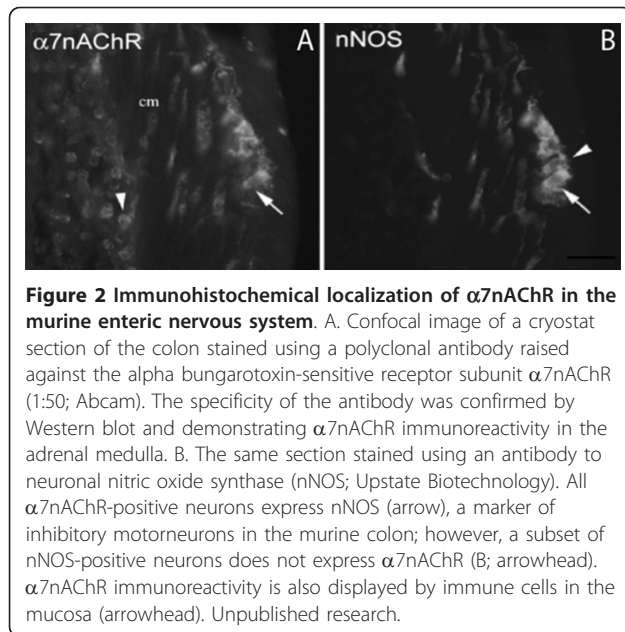 α7nAChR
A
nNOS
B
cm
Figure 2 Immunohistochemical localization of α7nAChR in the
murine enteric nervous system. A. Confocal image of a cryostat
section of the colon stained using a polyclonal antibody raised
against the alpha bungarotoxin-sensitive receptor subunit α7nAChR
(1:50; Abcam). The specificity of the antibody was confirmed by
Western blot and demonstrating α7nAChR immunoreactivity in the
adrenal medulla. B. The same section stained using an antibody to
neuronal nitric oxide synthase (nNOS; Upstate Biotechnology). All
α7nAChR-positive neurons express nNOS (arrow), a marker of
inhibitory motorneurons in the murine colon; however, a subset of
nNOS-positive neurons does not express α7nAChR (B; arrowhead).
α7nAChR immunoreactivity is also displayed by immune cells in the
mucosa (arrowhead). Unpublished research.